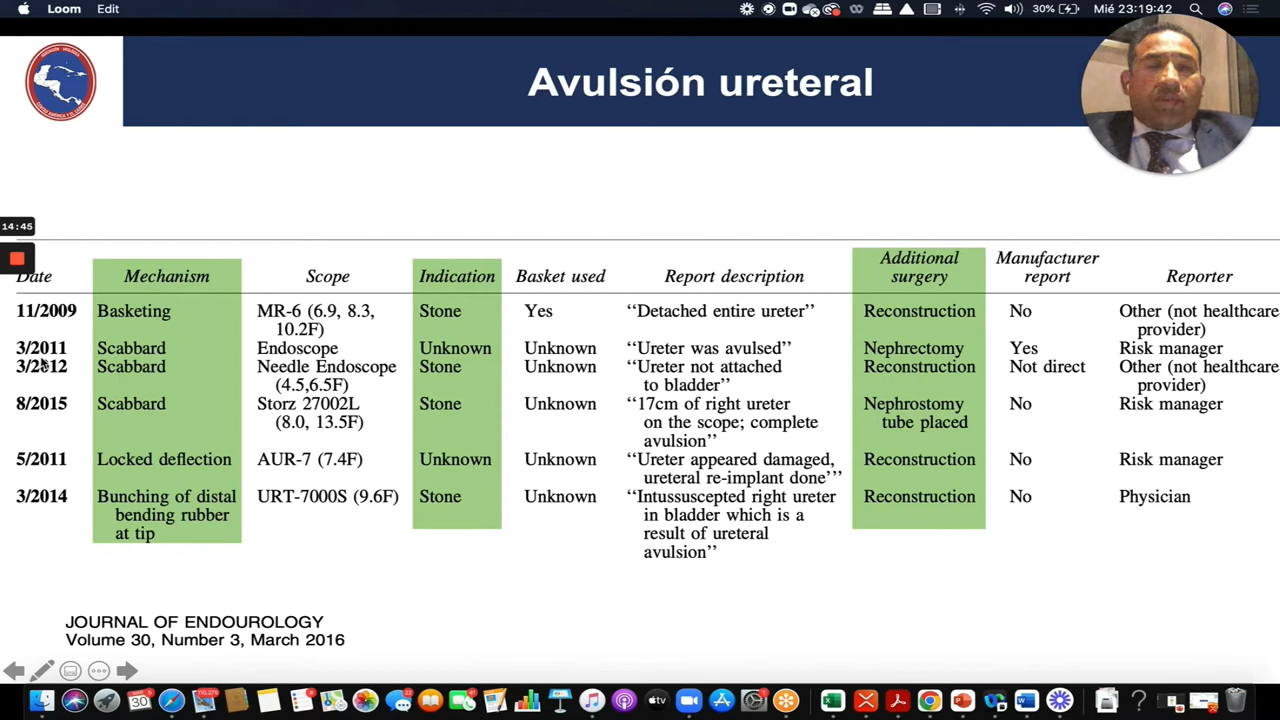 Loom Edit 30% Mié 23:19:42
Avulsión ureteral
14:45
Date Mechanism Scope Indication Basket used Report description Additional surgery Manufacturer report Reporter
11/2009 Basketing MR-6 (6.9, 8.3, 10.2F) Stone Yes ‘‘Detached entire ureter’’ Reconstruction No Other (not healthcare provider)
3/2011 Scabbard Endoscope Unknown Unknown ‘‘Ureter was avulsed’’ Nephrectomy Yes Risk manager
3/2012 Scabbard Needle Endoscope (4.5,6.5F) Stone Unknown ‘‘Ureter not attached to bladder’’ Reconstruction Not direct Other (not healthcare provider)
8/2015 Scabbard Storz 27002L (8.0, 13.5F) Stone Unknown ‘‘17cm of right ureter on the scope; complete avulsion’’ Nephrostomy tube placed No Risk manager
5/2011 Locked deflection AUR-7 (7.4F) Unknown Unknown ‘‘Ureter appeared damaged, ureteral re-implant done’’’ Reconstruction No Risk manager
3/2014 Bunching of distal bending rubber at tip URT-7000S (9.6F) Stone Unknown ‘‘Intussuscepted right ureter in bladder which is a result of ureteral avulsion’’ Reconstruction No Physician
JOURNAL OF ENDOUROLOGY
Volume 30, Number 3, March 2016